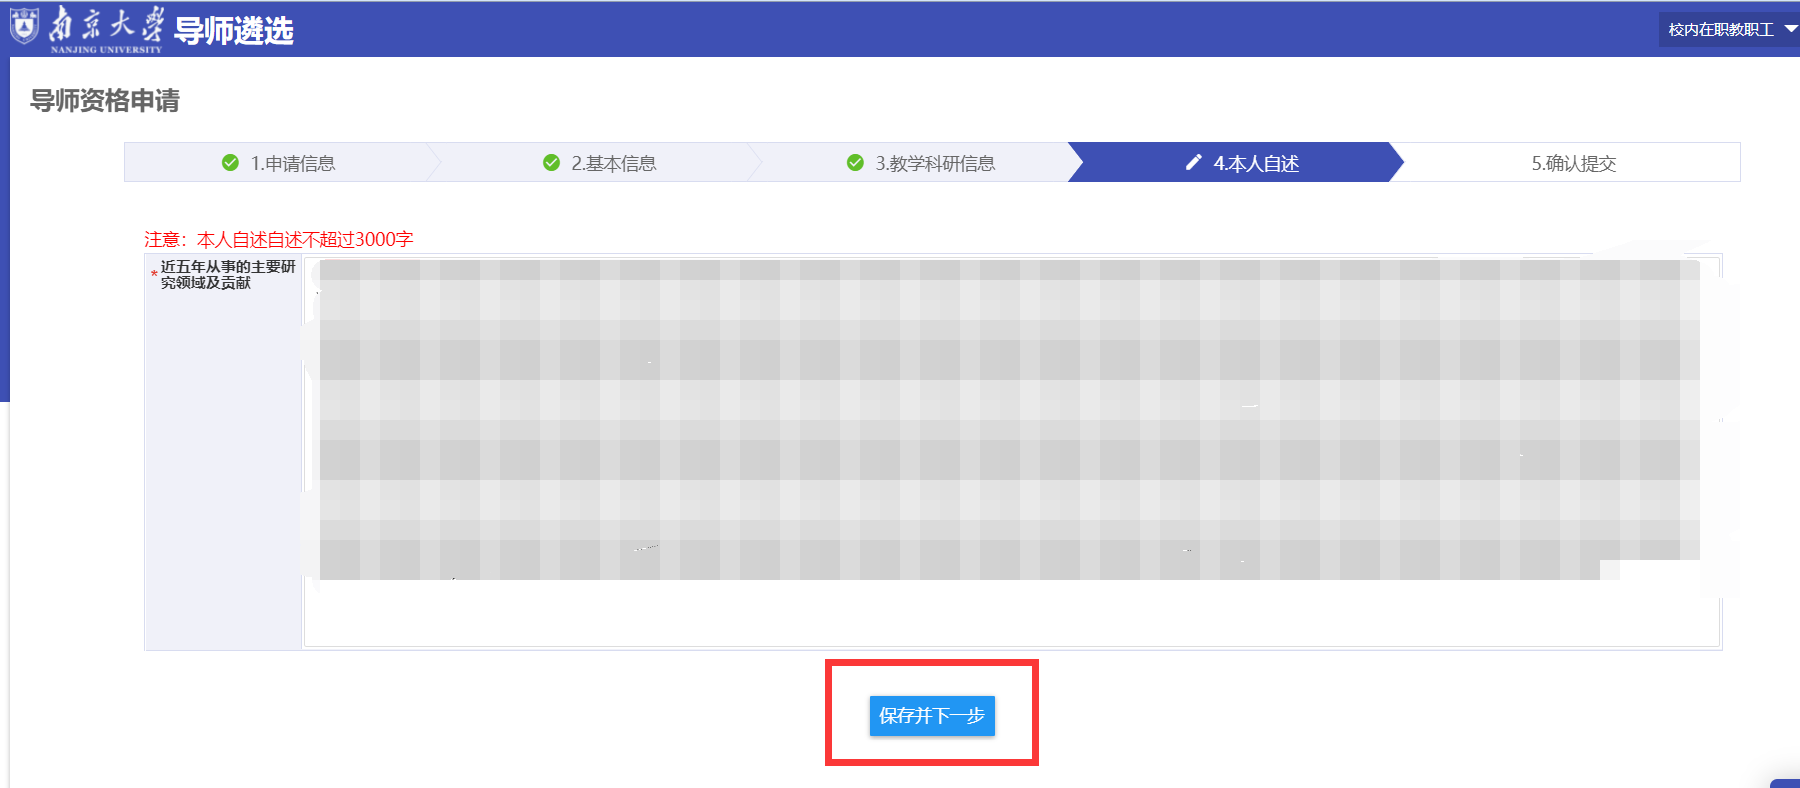 南京大学
NANJING UNIVERSITY
导师遴选
校内在职教职工
导师资格申请
1.申请信息
2.基本信息
3.教学科研信息
4.本人自述
5.确认提交
注意：本人自述自述不超过3000字
*近五年从事的主要研
究领域及贡献
保存并下一步